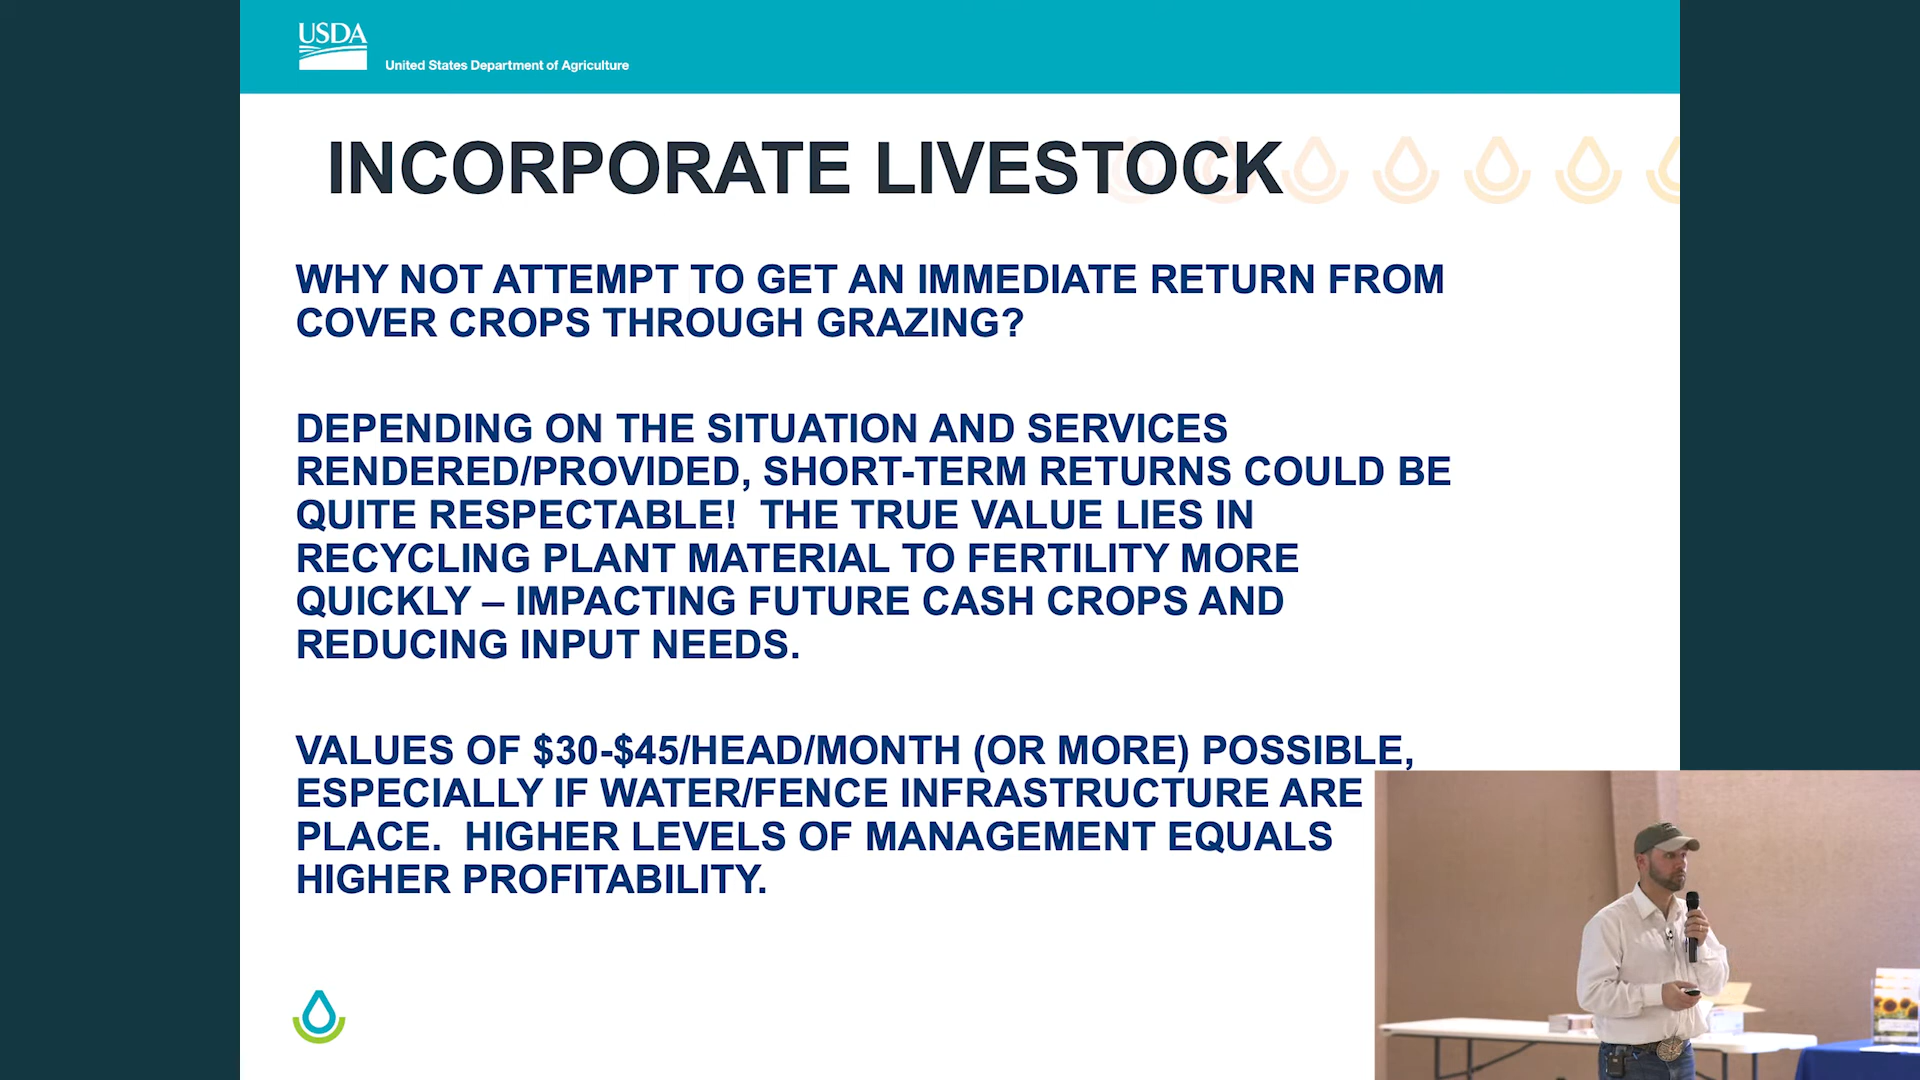 USDA
United States Department of Agriculture
INCORPORATE LIVESTOCK
WHY NOT ATTEMPT TO GET AN IMMEDIATE RETURN FROM
COVER CROPS THROUGH GRAZING?
DEPENDING ON THE SITUATION AND SERVICES
RENDERED/PROVIDED, SHORT-TERM RETURNS COULD BE
QUITE RESPECTABLE! THE TRUE VALUE LIES IN
RECYCLING PLANT MATERIAL TO FERTILITY MORE
QUICKLY – IMPACTING FUTURE CASH CROPS AND
REDUCING INPUT NEEDS.
VALUES OF $30-$45/HEAD/MONTH (OR MORE) POSSIBLE,
ESPECIALLY IF WATER/FENCE INFRASTRUCTURE ARE
PLACE. HIGHER LEVELS OF MANAGEMENT EQUALS
HIGHER PROFITABILITY.